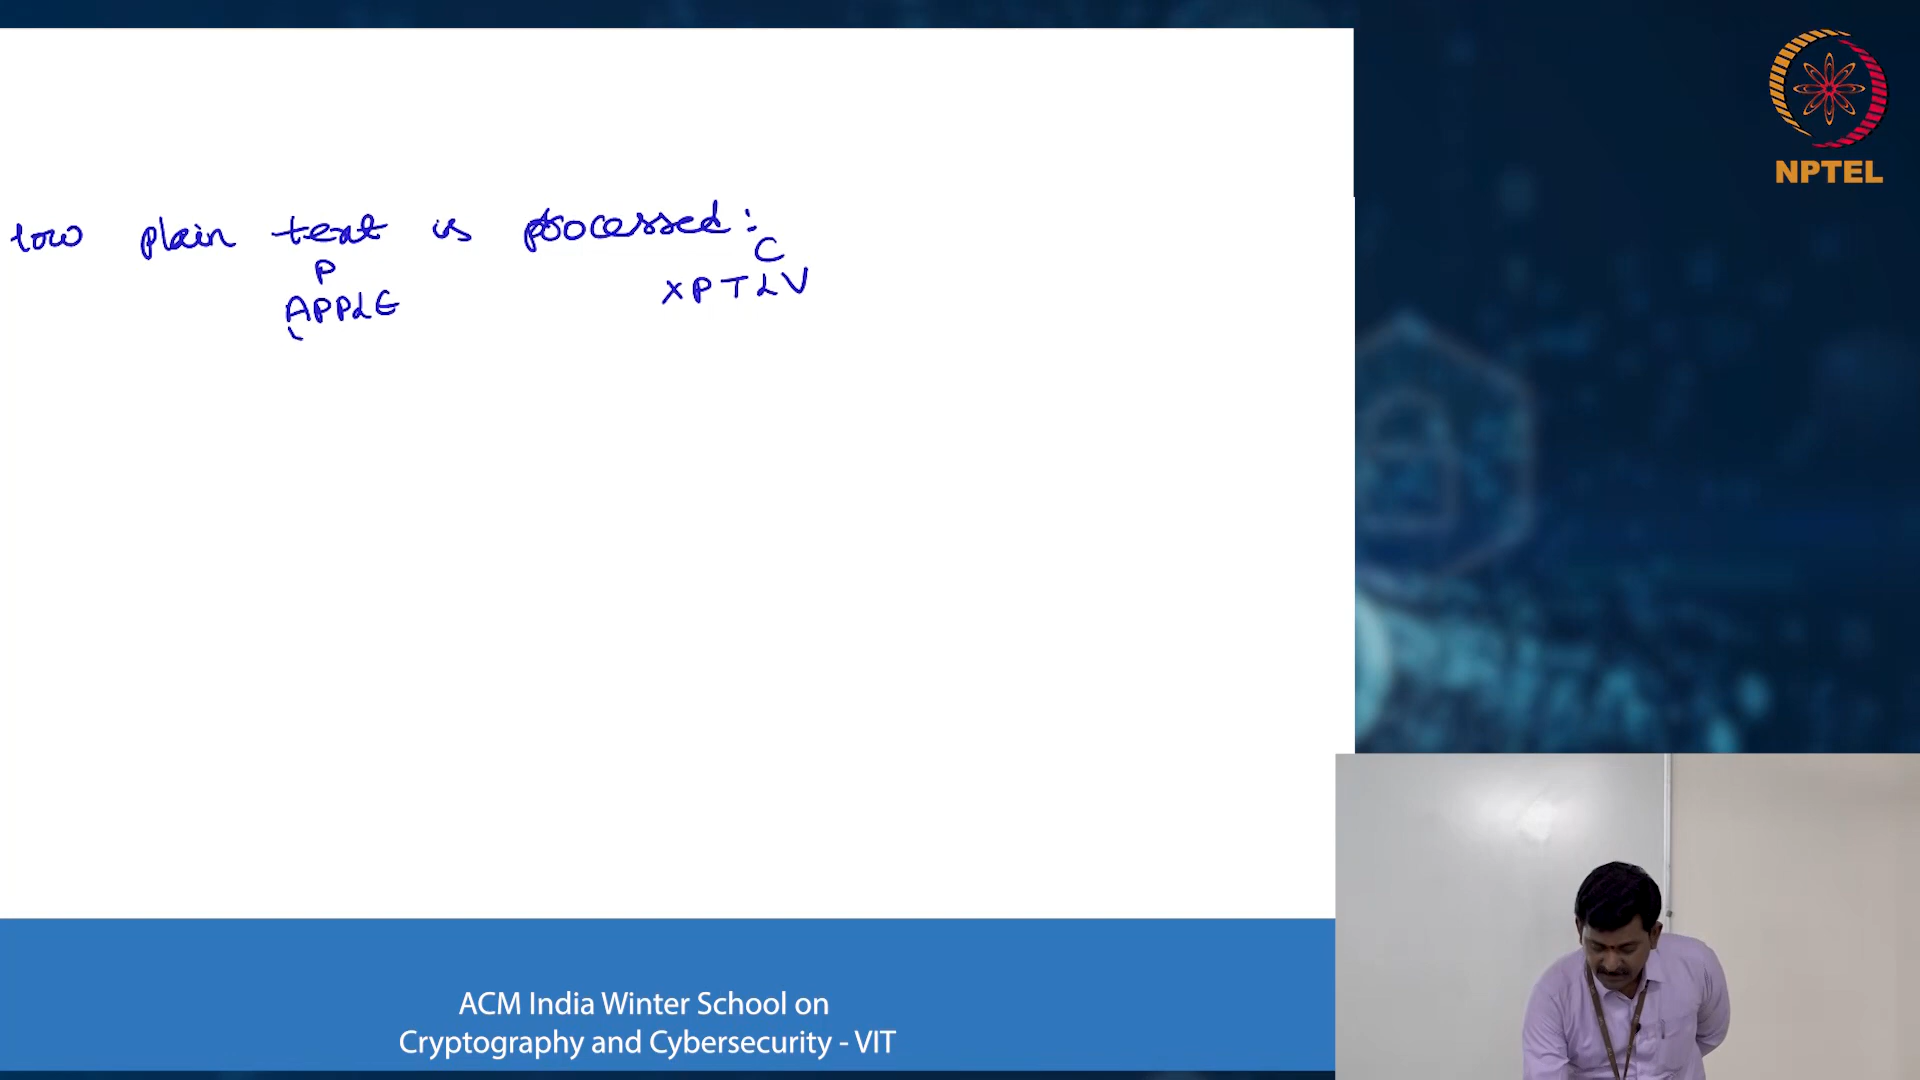 how plain text is processed:
P C
APPLE XPTLV
NPTEL
ACM India Winter School on
Cryptography and Cybersecurity - VIT